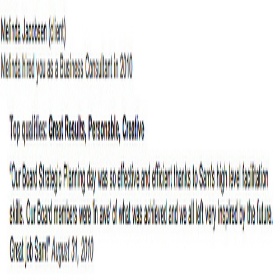 Melinda Jacobsen (client)
Melinda hired you as a Business Consultant in 2010
Top qualities: Great Results, Personable, Creative
"Our Board Strategic Planning day was so effective and efficient thanks to Sam's high level facilitation
skills. Our Board members were 'in awe' of what was achieved and we all left very inspired by the future.
Great job Sam!" August 31, 2010